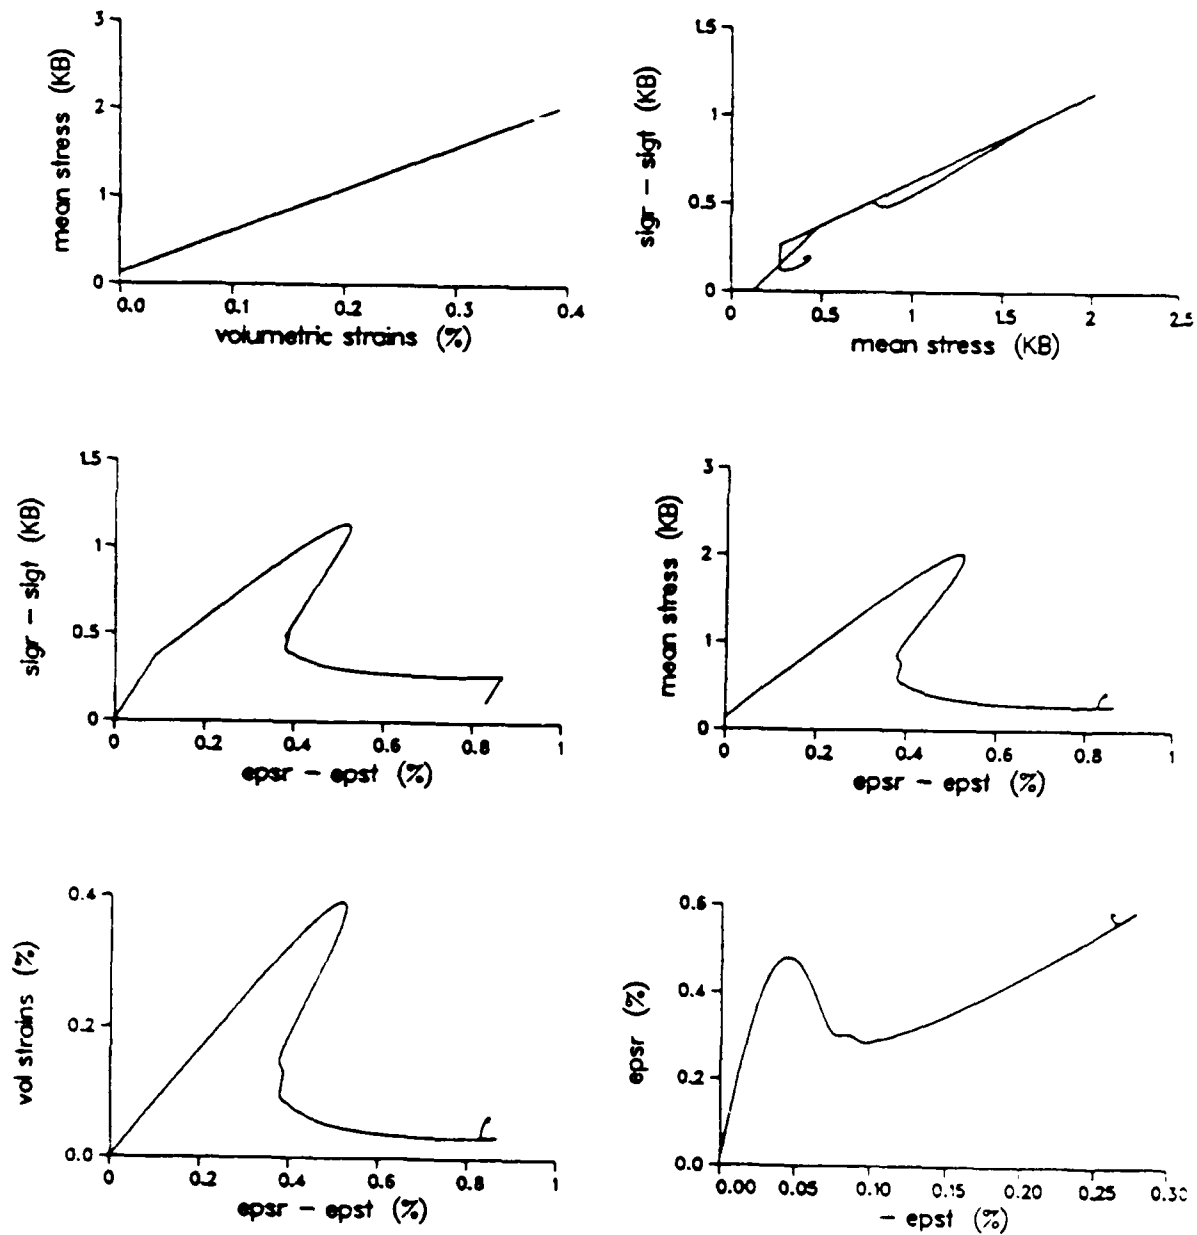 3
2
1
0
mean stress (KB)
0.0 0.1 0.2 0.3 0.4
volumetric strains (%)
1.5
1
0.5
0
sigr - sigt (KB)
0 0.5 1 1.5 2 2.5
mean stress (KB)
1.5
1
0.5
0
sigr - sigt (KB)
0 0.2 0.4 0.6 0.8 1
epsr - epst (%)
3
2
1
0
mean stress (KB)
0 0.2 0.4 0.6 0.8 1
epsr - epst (%)
0.4
0.2
0.0
vol strains (%)
0 0.2 0.4 0.6 0.8 1
epsr - epst (%)
0.6
0.4
0.2
0.0
epsr (%)
0.00 0.05 0.10 0.15 0.20 0.25 0.30
- epst (%)